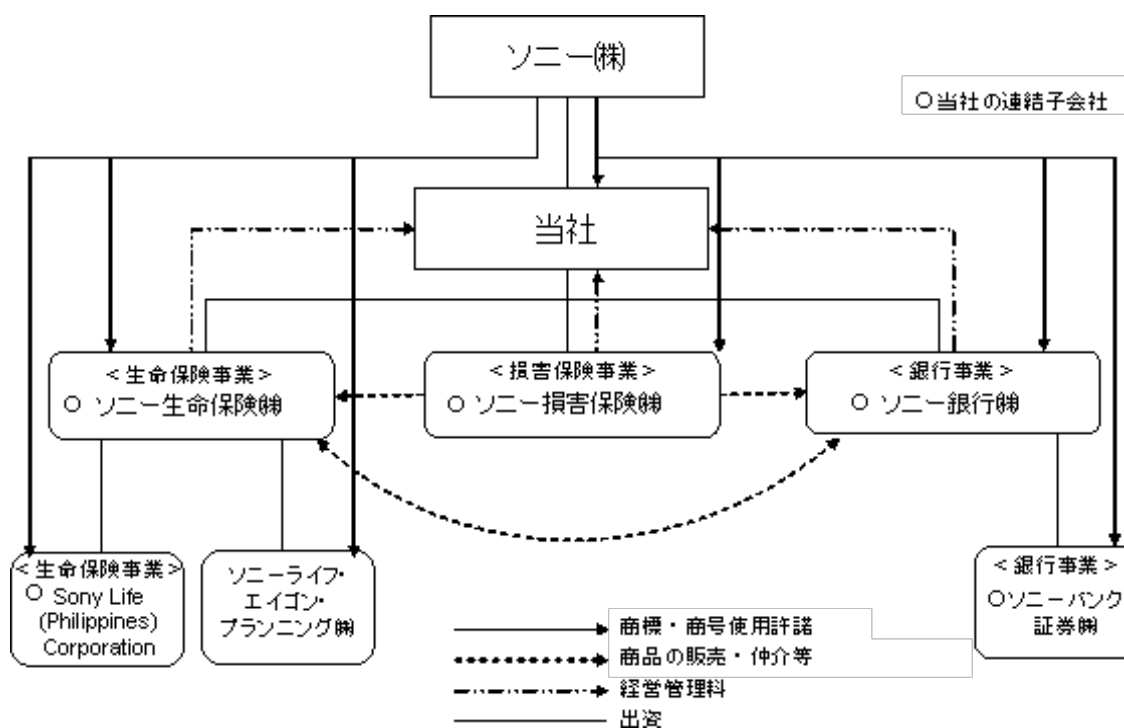 ソニー㈱
○当社の連結子会社
当社
<生命保険事業>
○ ソニー生命保険㈱
<損害保険事業>
○ ソニー損害保険㈱
<銀行事業>
○ ソニー銀行㈱
<生命保険事業>
○ Sony Life
(Philippines)
Corporation
ソニーライフ・
エイゴン・
プランニング㈱
<銀行事業>
○ソニーバンク
証券㈱
商標・商号使用許諾
商品の販売・仲介等
経営管理料
出資